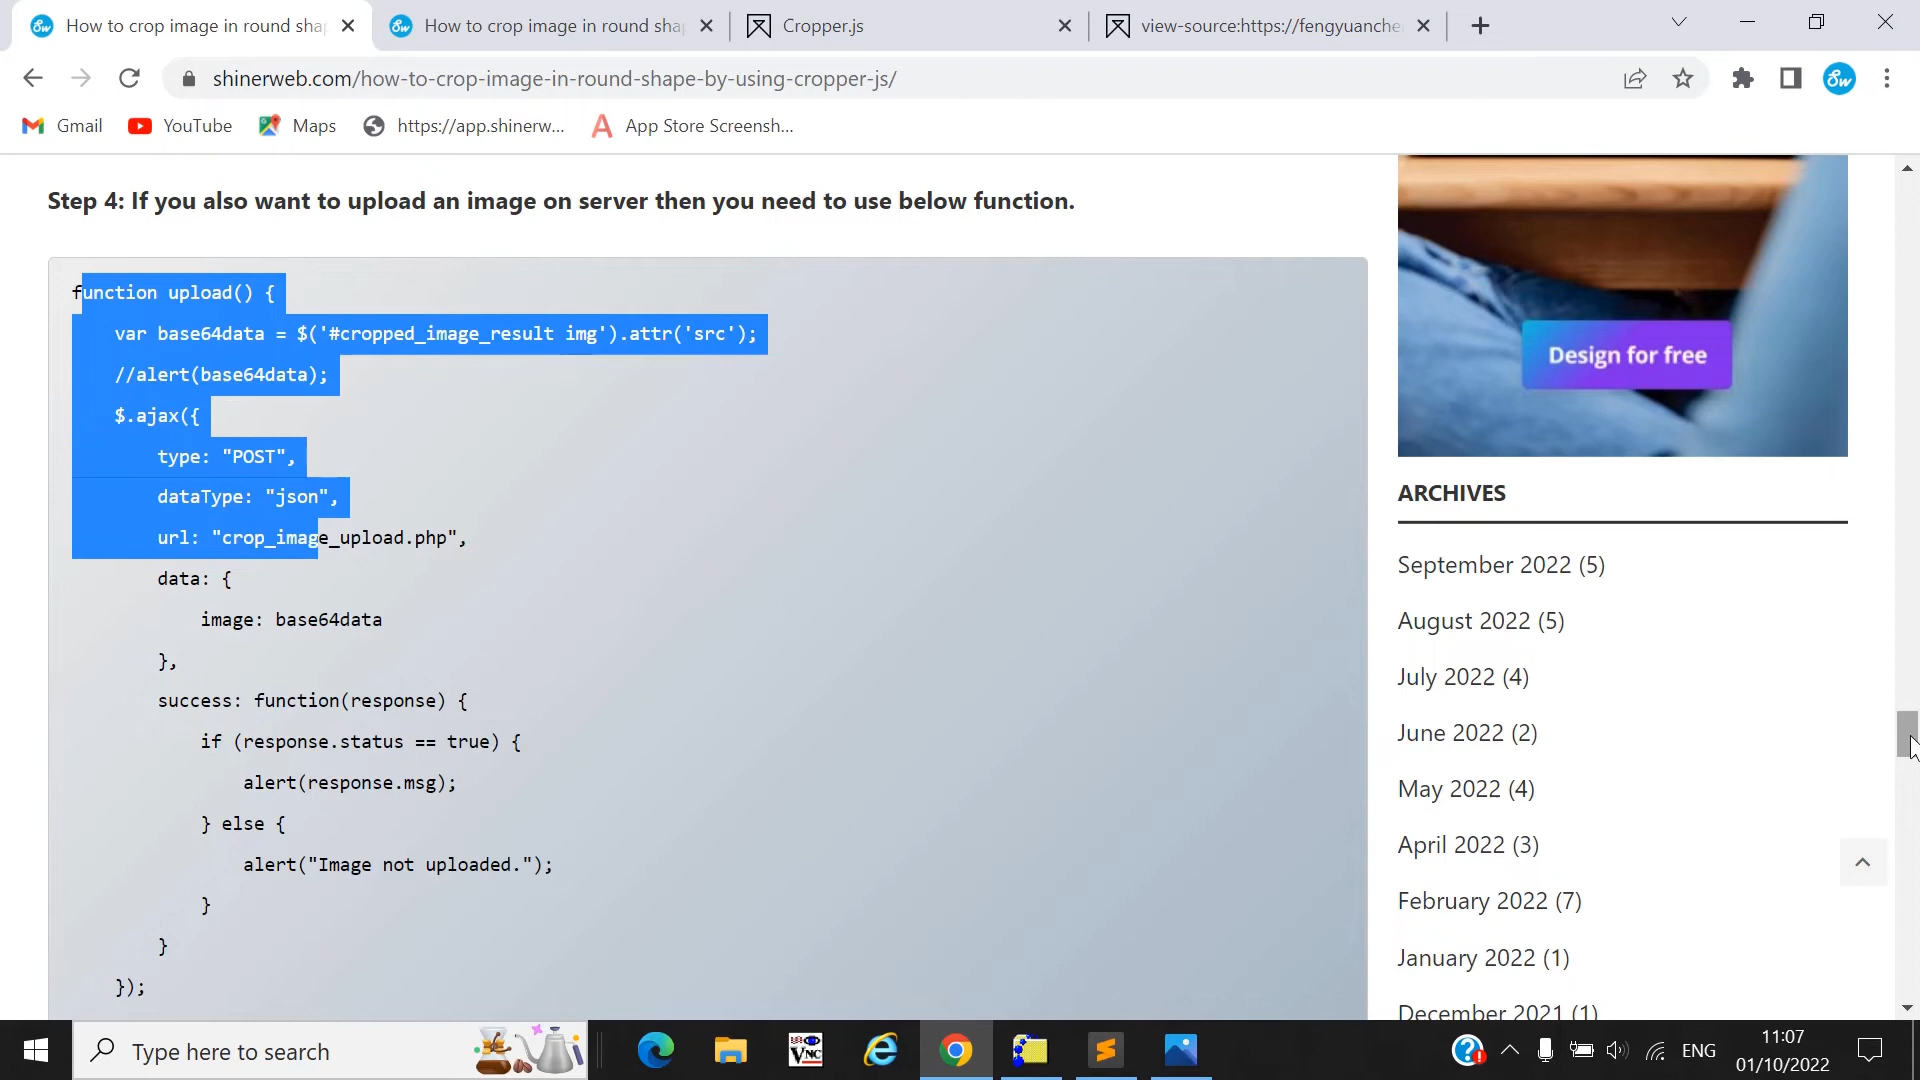 How to crop image in round shap
How to crop image in round shap
Cropper.js
view-source:https://fengyuanche
shinerweb.com/how-to-crop-image-in-round-shape-by-using-cropper-js/
Sw
Gmail
YouTube
Maps
https://app.shinerw...
App Store Screensh...
Step 4: If you also want to upload an image on server then you need to use below function.
function upload() {
var base64data = $('#cropped_image_result img').attr('src');
//alert(base64data);
$.ajax({
type: "POST",
dataType: "json",
url: "crop_image_upload.php",
data: {
image: base64data
},
success: function(response) {
if (response.status == true) {
alert(response.msg);
} else {
alert("Image not uploaded.");
}
}
});
Design for free
ARCHIVES
September 2022 (5)
August 2022 (5)
July 2022 (4)
June 2022 (2)
May 2022 (4)
April 2022 (3)
February 2022 (7)
January 2022 (1)
December 2021 (1)
Type here to search
VNC
ENG
11:07
01/10/2022